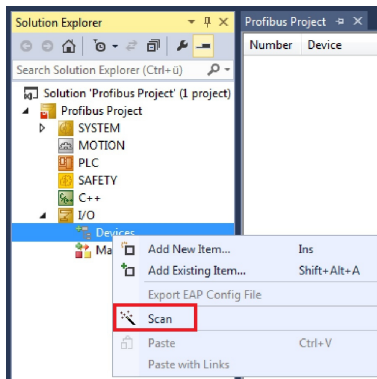 Solution Explorer
Profibus Project
Number Device
Search Solution Explorer (Ctrl+ü)
Solution 'Profibus Project' (1 project)
Profibus Project
SYSTEM
MOTION
PLC
SAFETY
C++
I/O
Devices
Ma
Add New Item... Ins
Add Existing Item... Shift+Alt+A
Export EAP Config File
Scan
Paste Ctrl+V
Paste with Links